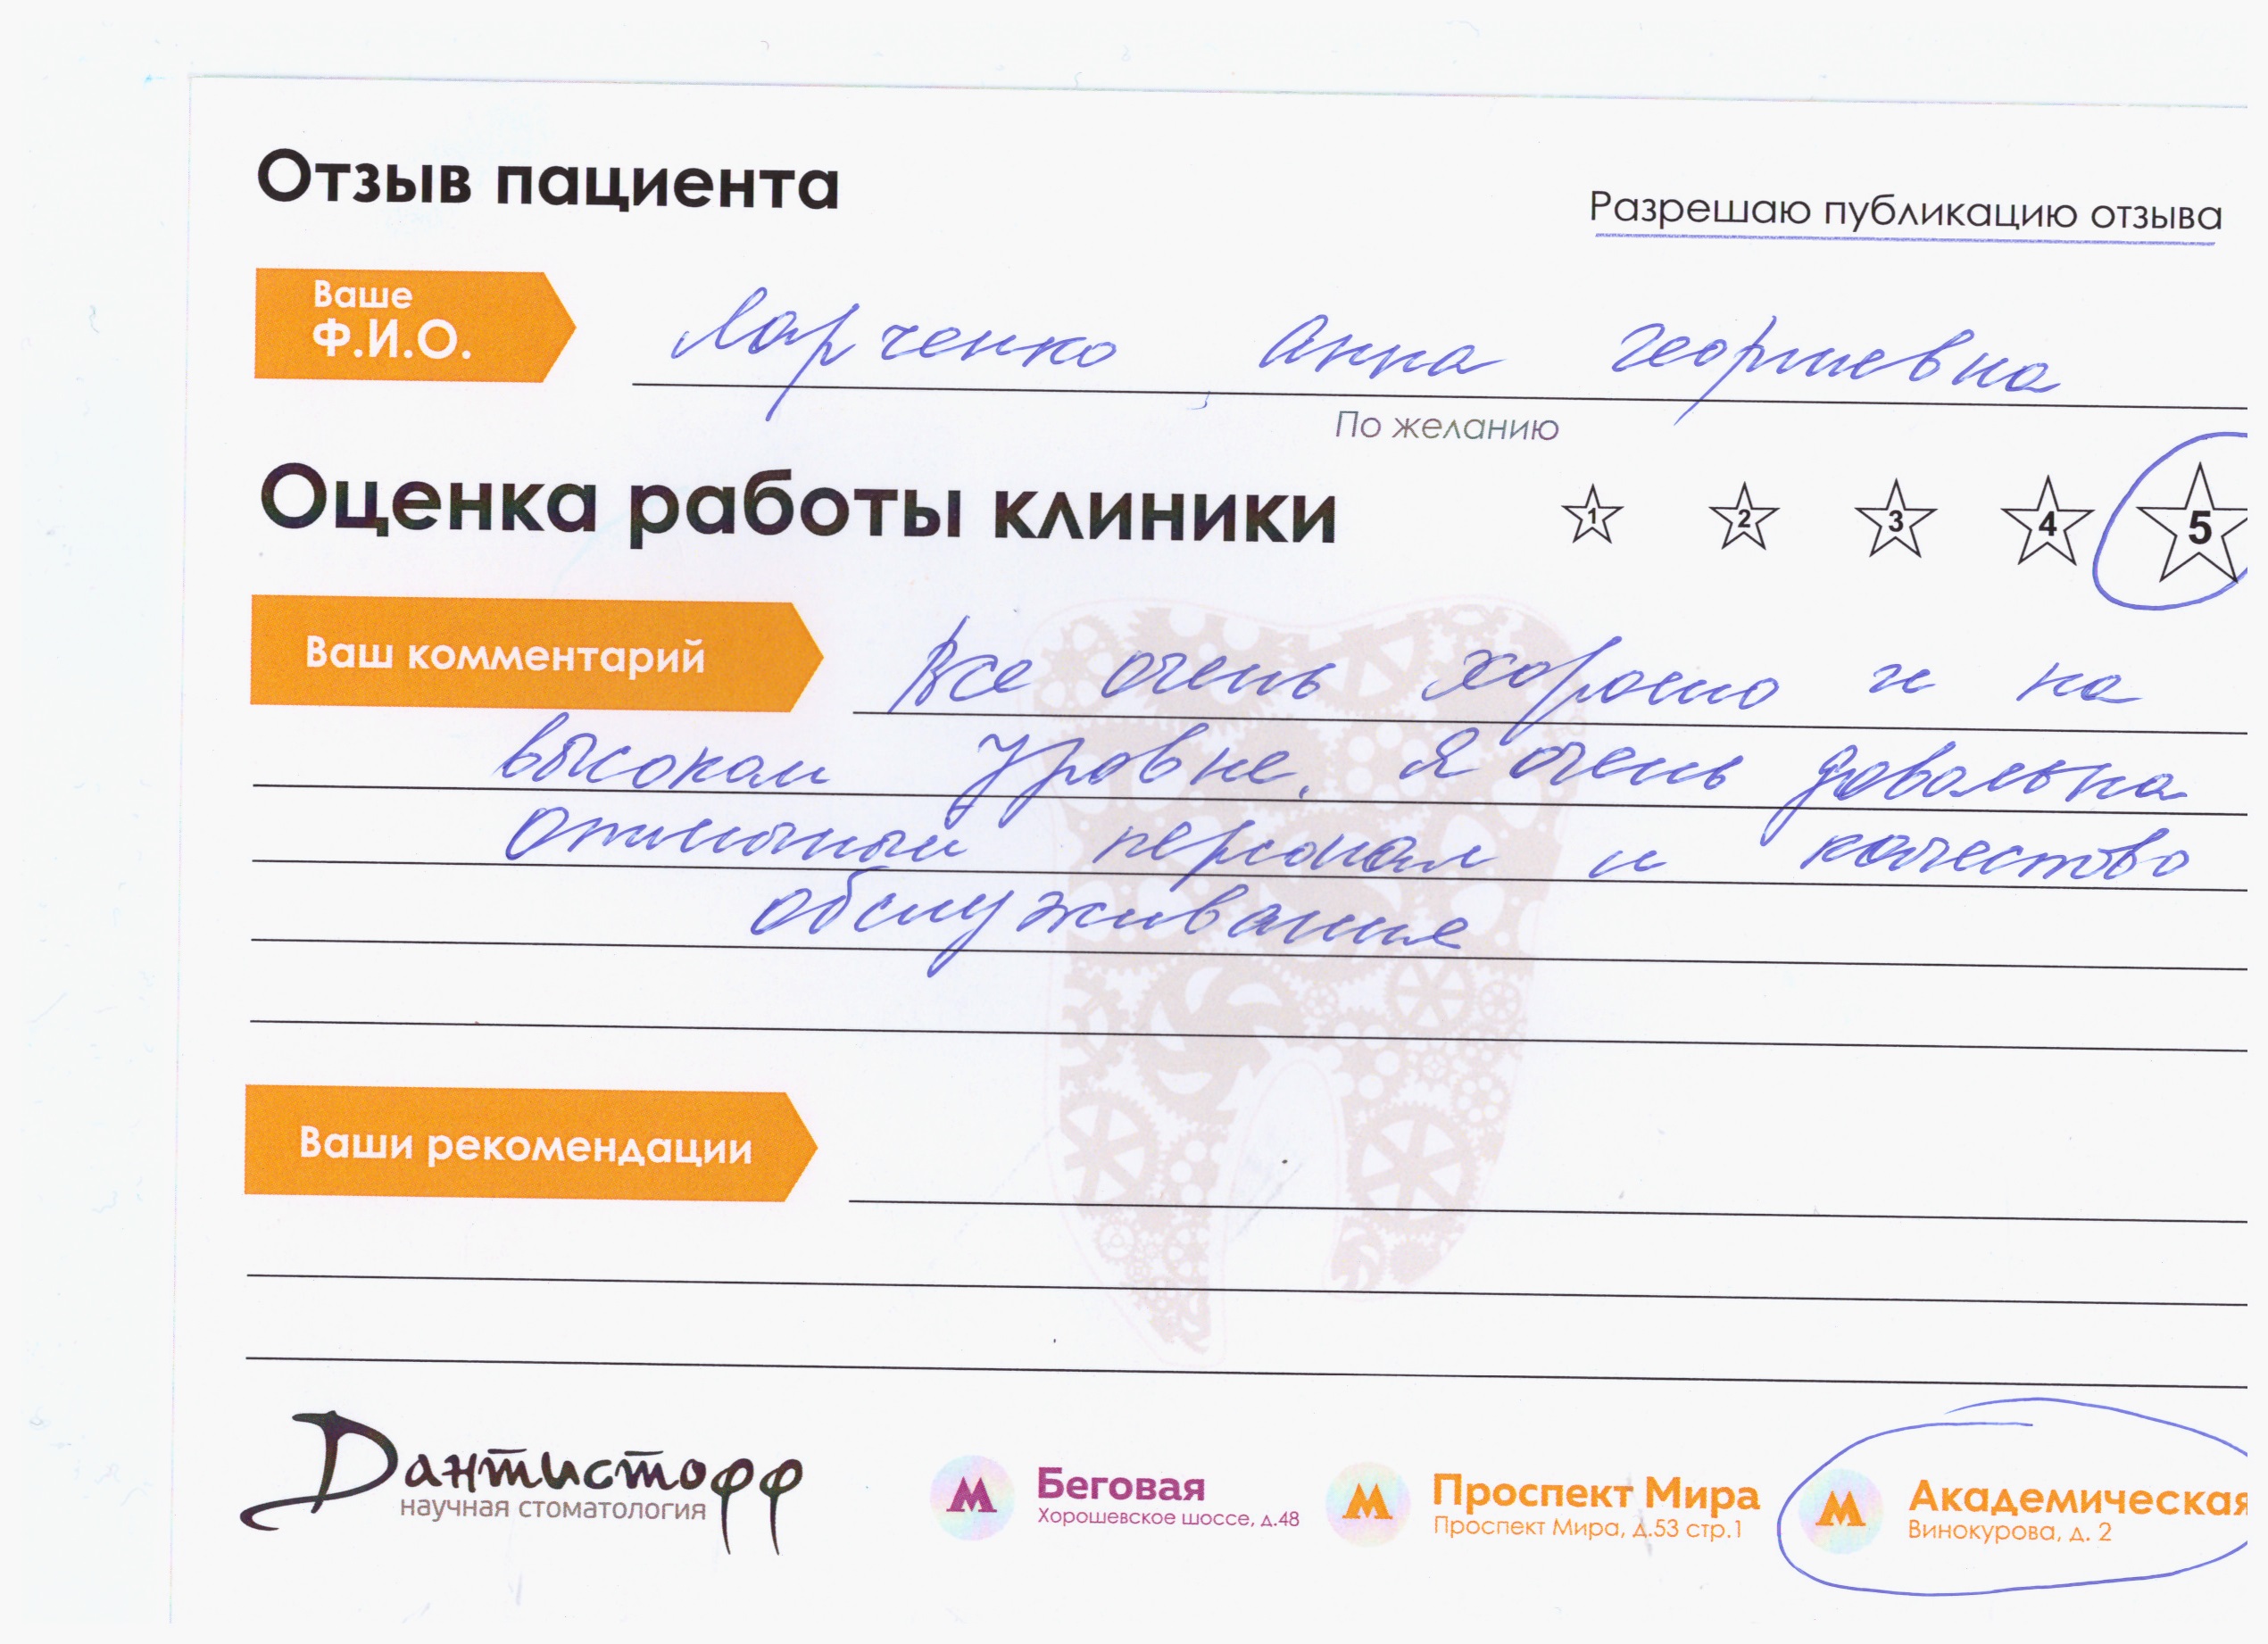 Отзыв пациента
Разрешаю публикацию отзыва
Ваше
Ф.И.О.
Ларченко Анна Георгиевна
По желанию
Оценка работы клиники
1 2 3 4 5
Ваш комментарий
Все очень хорошо и на
высоком уровне. Я очень довольна
отличный персонал и качество
обслуживание
Ваши рекомендации
Дантистофф
научная стоматология
М Беговая
Хорошевское шоссе, д.48
М Проспект Мира
Проспект Мира, д.53 стр.1
М Академическая
Винокурова, д. 2